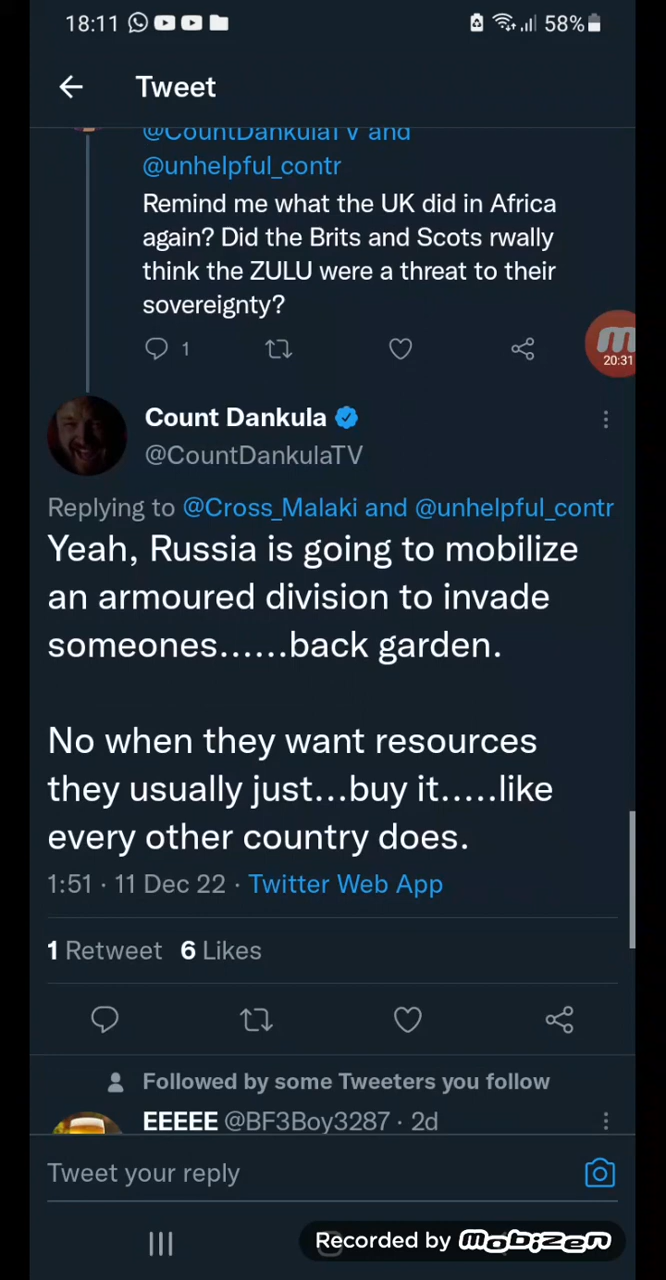 18:11 58%
Tweet
@CountDankulaTV and
@unhelpful_contr
Remind me what the UK did in Africa
again? Did the Brits and Scots rwally
think the ZULU were a threat to their
sovereignty?
1
20:31
Count Dankula
@CountDankulaTV
Replying to @Cross_Malaki and @unhelpful_contr
Yeah, Russia is going to mobilize
an armoured division to invade
someones......back garden.
No when they want resources
they usually just...buy it.....like
every other country does.
1:51 · 11 Dec 22 · Twitter Web App
1 Retweet 6 Likes
Followed by some Tweeters you follow
EEEEE @BF3Boy3287 · 2d
Tweet your reply
Recorded by mobizen